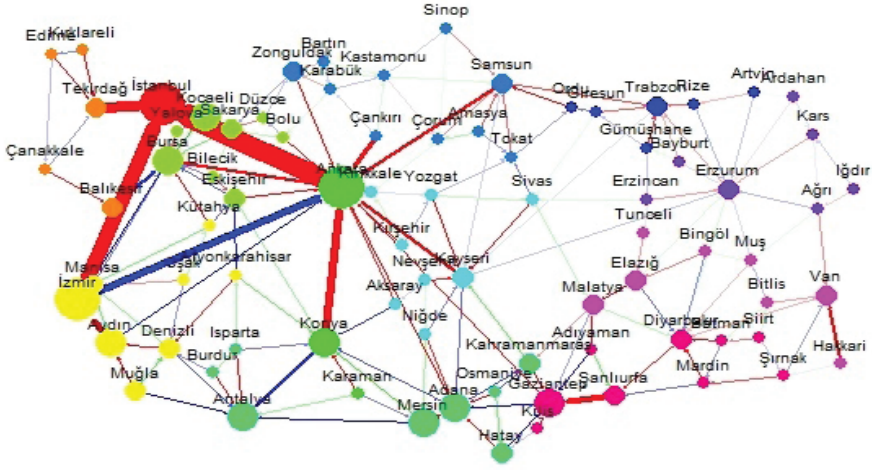 Sinop
Edirne
Kırklareli
Bartın
Zonguldak
Kastamonu
Samsun
Karabük
Tekirdağ
İstanbul
Kocaeli
Düzce
Sakarya
Yalova
Bolu
Çankırı
Çorum
Amasya
Tokat
Ordu
Giresun
Trabzon
Rize
Artvin
Ardahan
Gümüşhane
Bayburt
Kars
Çanakkale
Bursa
Bilecik
Ankara
Kırıkkale
Yozgat
Sivas
Erzincan
Erzurum
Iğdır
Ağrı
Balıkesir
Eskişehir
Kütahya
Kırşehir
Tunceli
Bingöl
Muş
Manisa
Uşak
Afyonkarahisar
Nevşehir
Kayseri
Elazığ
İzmir
Aksaray
Malatya
Bitlis
Van
Aydın
Denizli
Isparta
Konya
Niğde
Adıyaman
Diyarbakır
Batman
Siirt
Kahramanmaraş
Burdur
Muğla
Karaman
Osmaniye
Gaziantep
Şanlıurfa
Mardin
Şırnak
Hakkari
Antalya
Mersin
Adana
Kilis
Hatay